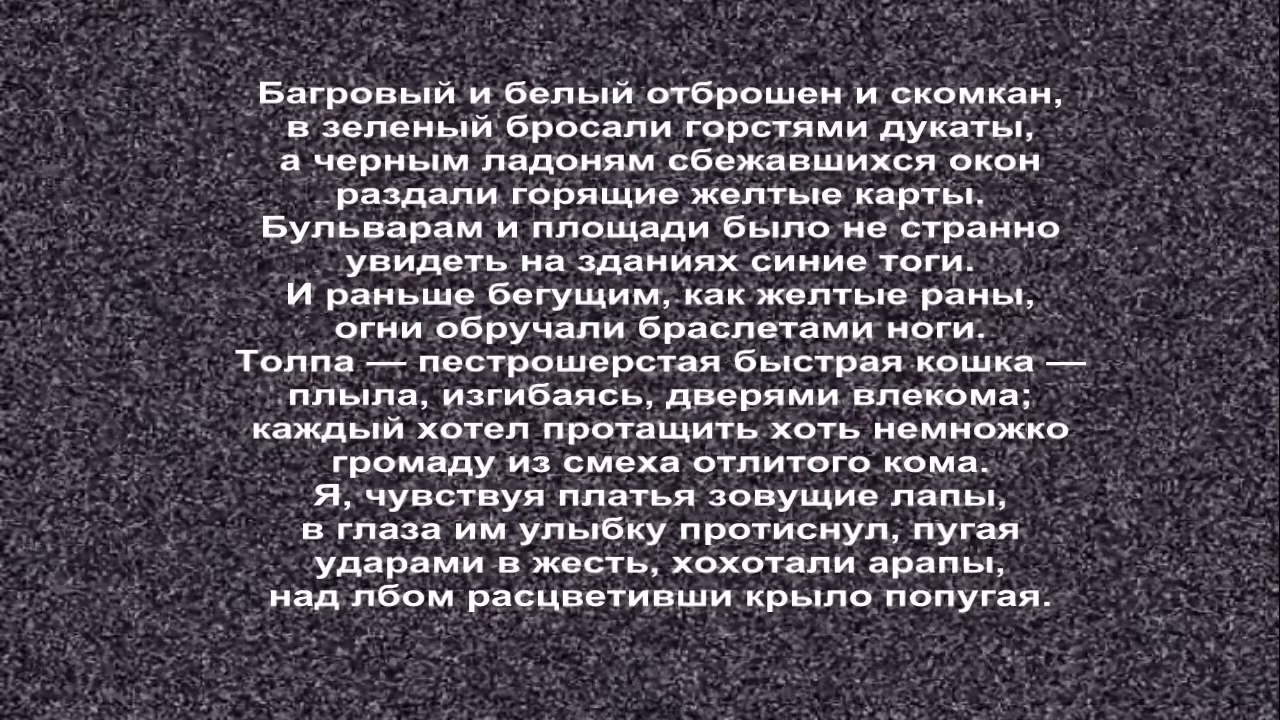 Багровый и белый отброшен и скомкан,
в зеленый бросали горстями дукаты,
а черным ладоням сбежавшихся окон
раздали горящие желтые карты.
Бульварам и площади было не странно
увидеть на зданиях синие тоги.
И раньше бегущим, как желтые раны,
огни обручали браслетами ноги.
Толпа — пестрошерстая быстрая кошка —
плыла, изгибаясь, дверями влекома;
каждый хотел протащить хоть немножко
громаду из смеха отлитого кома.
Я, чувствуя платья зовущие лапы,
в глаза им улыбку протиснул, пугая
ударами в жесть, хохотали арапы,
над лбом расцветивши крыло попугая.